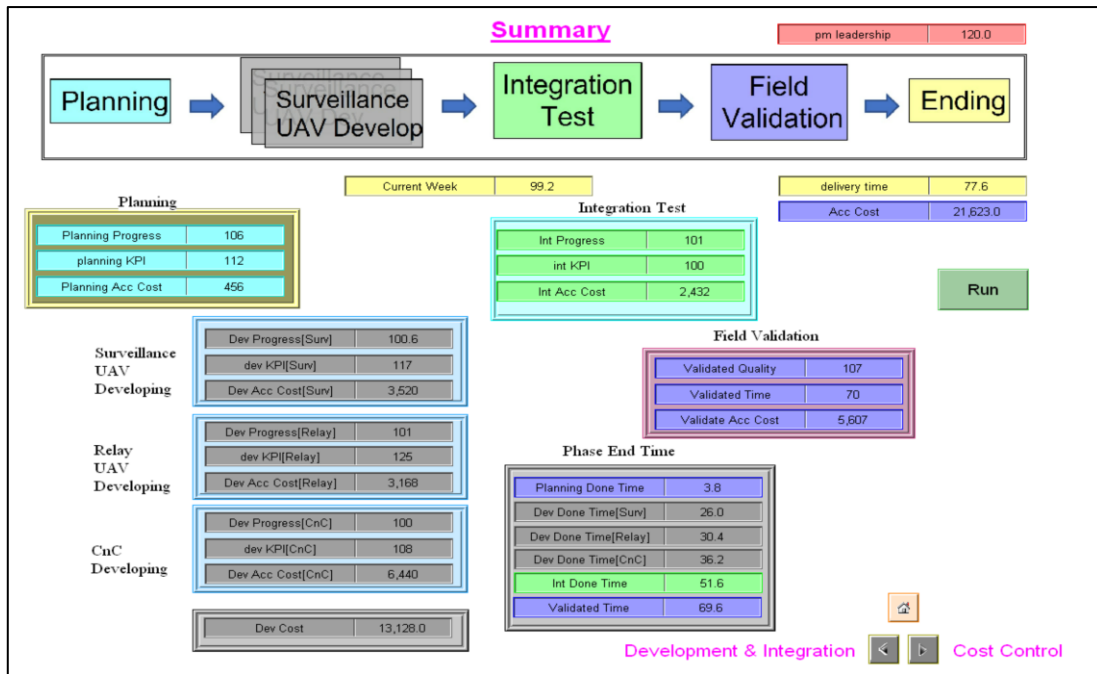 Summary
pm leadership 120.0
Planning
Surveillance
UAV Dev.
Surveillance
UAV Develop
Integration
Test
Field
Validation
Ending
Current Week 99.2
delivery time 77.6
Acc Cost 21,623.0
Planning
Planning Progress 106
planning KPI 112
Planning Acc Cost 456
Integration Test
Int Progress 101
int KPI 100
Int Acc Cost 2,432
Run
Surveillance
UAV
Developing
Dev Progress[Surv] 100.6
dev KPI[Surv] 117
Dev Acc Cost[Surv] 3,520
Field Validation
Validated Quality 107
Validated Time 70
Validate Acc Cost 5,607
Relay
UAV
Developing
Dev Progress[Relay] 101
dev KPI[Relay] 125
Dev Acc Cost[Relay] 3,168
CnC
Developing
Dev Progress[CnC] 100
dev KPI[CnC] 108
Dev Acc Cost[CnC] 6,440
Dev Cost 13,128.0
Phase End Time
Planning Done Time 3.8
Dev Done Time[Surv] 26.0
Dev Done Time[Relay] 30.4
Dev Done Time[CnC] 36.2
Int Done Time 51.6
Validated Time 69.6
Development & Integration
Cost Control